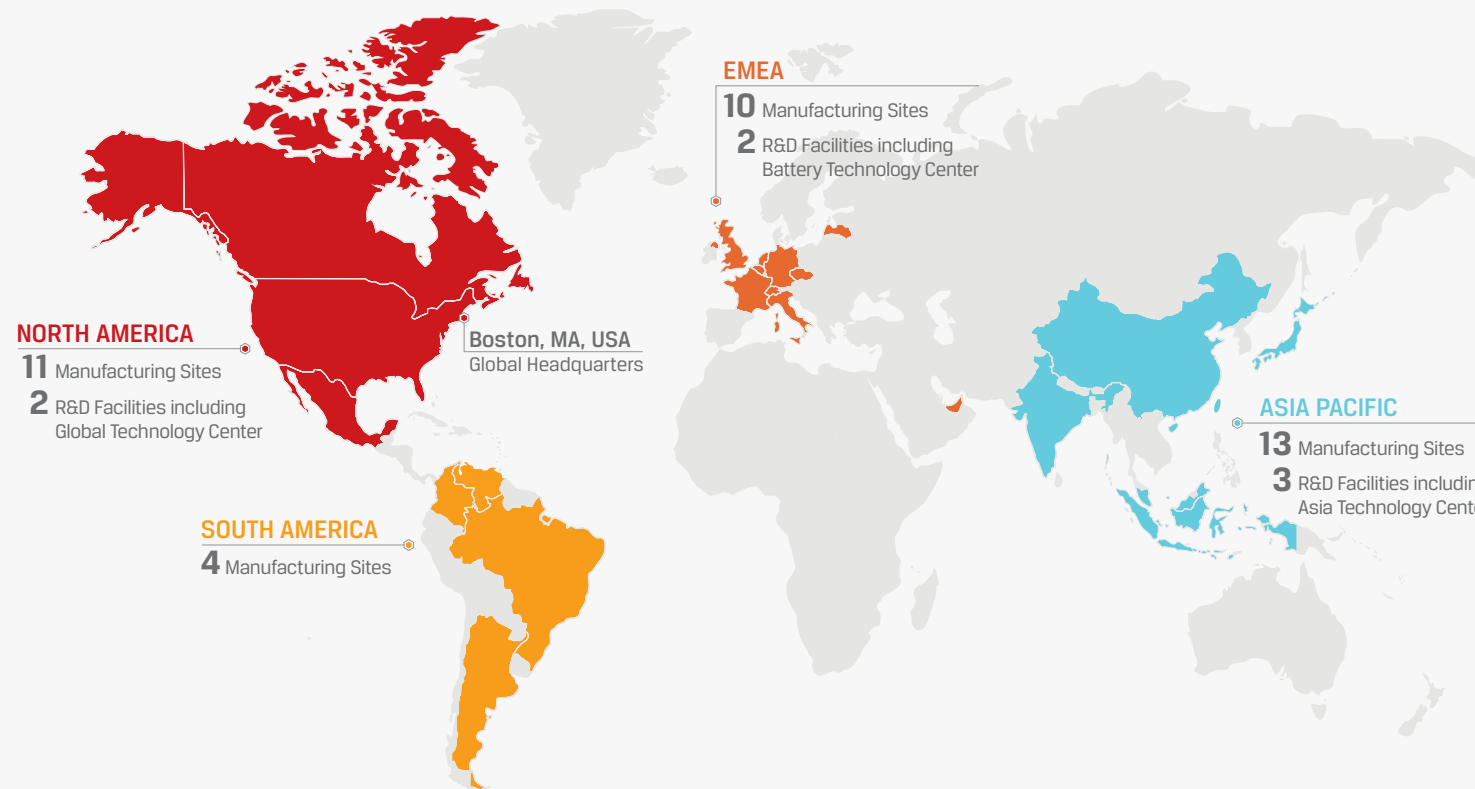 EMEA
10 Manufacturing Sites
2 R&D Facilities including
Battery Technology Center
NORTH AMERICA
11 Manufacturing Sites
2 R&D Facilities including
Global Technology Center
Boston, MA, USA
Global Headquarters
ASIA PACIFIC
13 Manufacturing Sites
3 R&D Facilities includin
Asia Technology Cent
SOUTH AMERICA
4 Manufacturing Sites